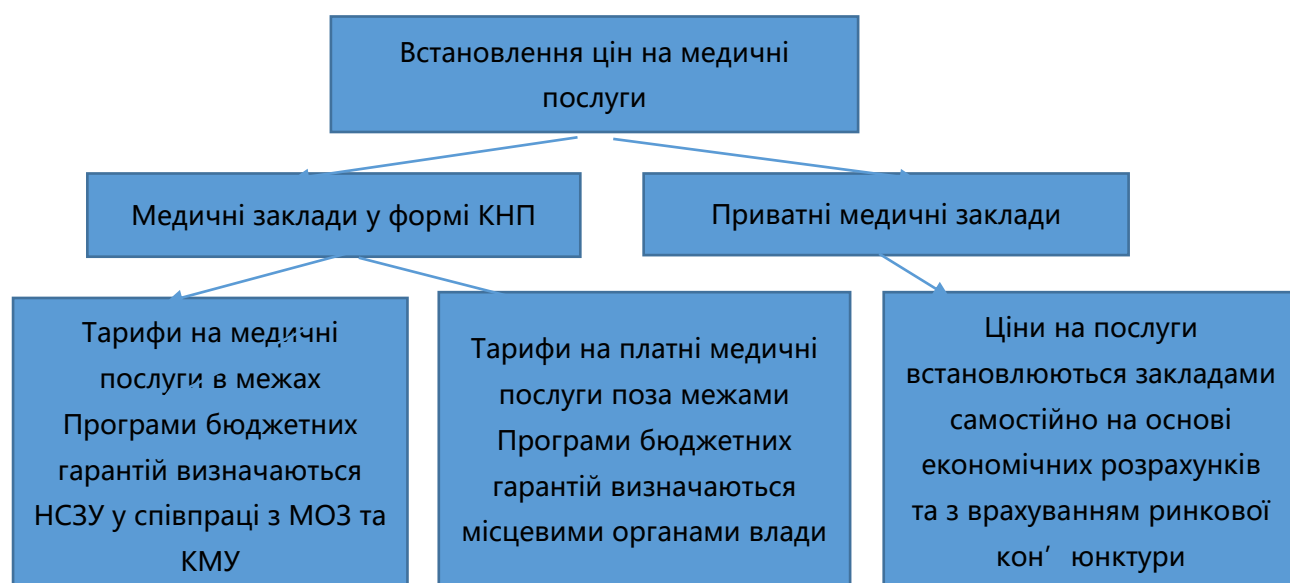 Встановлення цін на медичні
послуги
Медичні заклади у формі КНП
Приватні медичні заклади
Тарифи на медичні
послуги в межах
Програми бюджетних
гарантій визначаються
НСЗУ у співпраці з МОЗ та
КМУ
Тарифи на платні медичні
послуги поза межами
Програми бюджетних
гарантій визначаються
місцевими органами влади
Ціни на послуги
встановлюються закладами
самостійно на основі
економічних розрахунків
та з врахуванням ринкової
кон’ юнктури